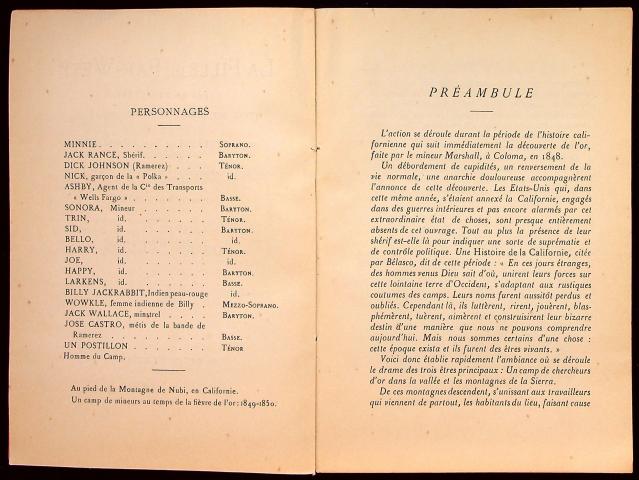 PERSONNAGES
MINNIE . . . . . . . . . . Soprano.
JACK RANCE, Shérif. . . . . . . Baryton.
DICK JOHNSON (Ramerez) . . . . Ténor.
NICK, garçon de la « Polka » . . . . id.
ASHBY, Agent de la Cie des Transports
« Wells Fargo » . . . . . . . . Basse.
SONORA, Mineur . . . . . . . Baryton.
TRIN, id. . . . . . . . Ténor.
SID, id. . . . . . . . Baryton.
BELLO, id. . . . . . . . id.
HARRY, id. . . . . . . . Ténor.
JOE, id. . . . . . . . id.
HAPPY, id. . . . . . . . Baryton.
LARKENS, id. . . . . . . . Basse.
BILLY JACKRABBIT, Indien peau-rouge id.
WOWKLE, femme indienne de Billy . . Mezzo-Soprano.
JACK WALLACE, minstrel . . . . . Baryton.
JOSE CASTRO, métis de la bande de
Ramerez . . . . . . . . . Basse.
UN POSTILLON . . . . . . . Ténor
Homme du Camp.
Au pied de la Montagne de Nubi, en Californie.
Un camp de mineurs au temps de la fièvre de l'or : 1849-1850.
PRÉAMBULE
L'action se déroule durant la période de l'histoire cali-
fornienne qui suit immédiatement la découverte de l'or,
faite par le mineur Marshall, à Coloma, en 1848.
Un débordement de cupidités, un renversement de la
vie normale, une anarchie douloureuse accompagnèrent
l'annonce de cette découverte. Les Etats-Unis qui, dans
cette même année, s'étaient annexé la Californie, engagés
dans des guerres intérieures et pas encore alarmés par cet
extraordinaire état de choses, sont presque entièrement
absents de cet ouvrage. Tout au plus la présence de leur
shérif est-elle là pour indiquer une sorte de suprématie et
de contrôle politique. Une Histoire de la Californie, citée
par Bélasco, dit de cette période : « En ces jours étranges,
des hommes venus Dieu sait d'où, unirent leurs forces sur
cette lointaine terre d'Occident, s'adaptant aux rustiques
coutumes des camps. Leurs noms furent aussitôt perdus et
oubliés. Cependant là, ils luttèrent, rirent, jouèrent, blas-
phémèrent, tuèrent, aimèrent et construisirent leur bizarre
destin d'une manière que nous ne pouvons comprendre
aujourd'hui. Mais nous sommes certains d'une chose :
cette époque exista et ils furent des êtres vivants. »
Voici donc établie rapidement l'ambiance où se déroule
le drame des trois êtres principaux : Un camp de chercheurs
d'or dans la vallée et les montagnes de la Sierra.
De ces montagnes descendent, s'unissant aux travailleurs
qui viennent de partout, les habitants du lieu, faisant cause